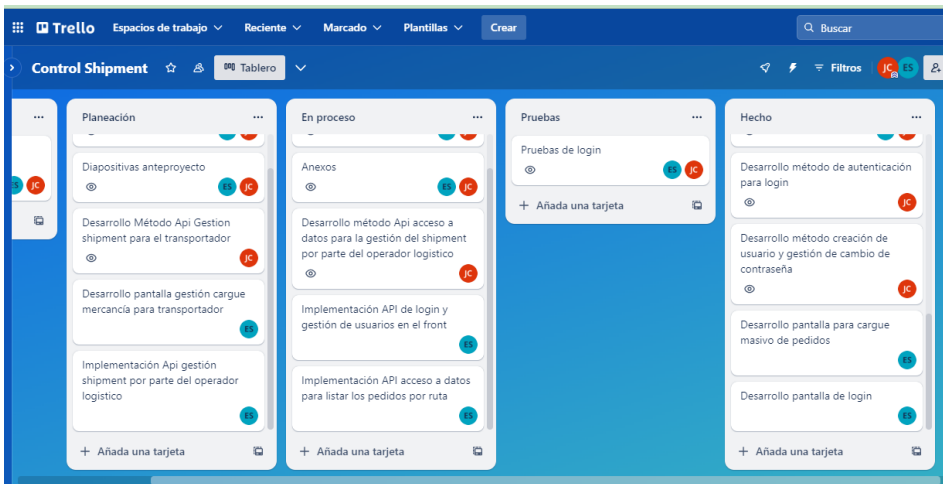 Trello
Espacios de trabajo
Reciente
Marcado
Plantillas
Crear
Buscar
Control Shipment
Tablero
Filtros
JC
ES
JC
Planeación
ES
JC
Diapositivas anteproyecto
ES
JC
Desarrollo Método Api Gestion
shipment para el transportador
JC
Desarrollo pantalla gestión cargue
mercancía para transportador
ES
Implementación Api gestión
shipment por parte del operador
logistico
ES
+ Añada una tarjeta
En proceso
Anexos
ES
JC
Desarrollo método Api acceso a
datos para la gestión del shipment
por parte del operador logistico
JC
Implementación API de login y
gestión de usuarios en el front
ES
Implementación API acceso a datos
para listar los pedidos por ruta
ES
+ Añada una tarjeta
Pruebas
Pruebas de login
ES
JC
+ Añada una tarjeta
Hecho
Desarrollo método de autenticación
para login
JC
Desarrollo método creación de
usuario y gestión de cambio de
contraseña
JC
Desarrollo pantalla para cargue
masivo de pedidos
ES
Desarrollo pantalla de login
ES
+ Añada una tarjeta